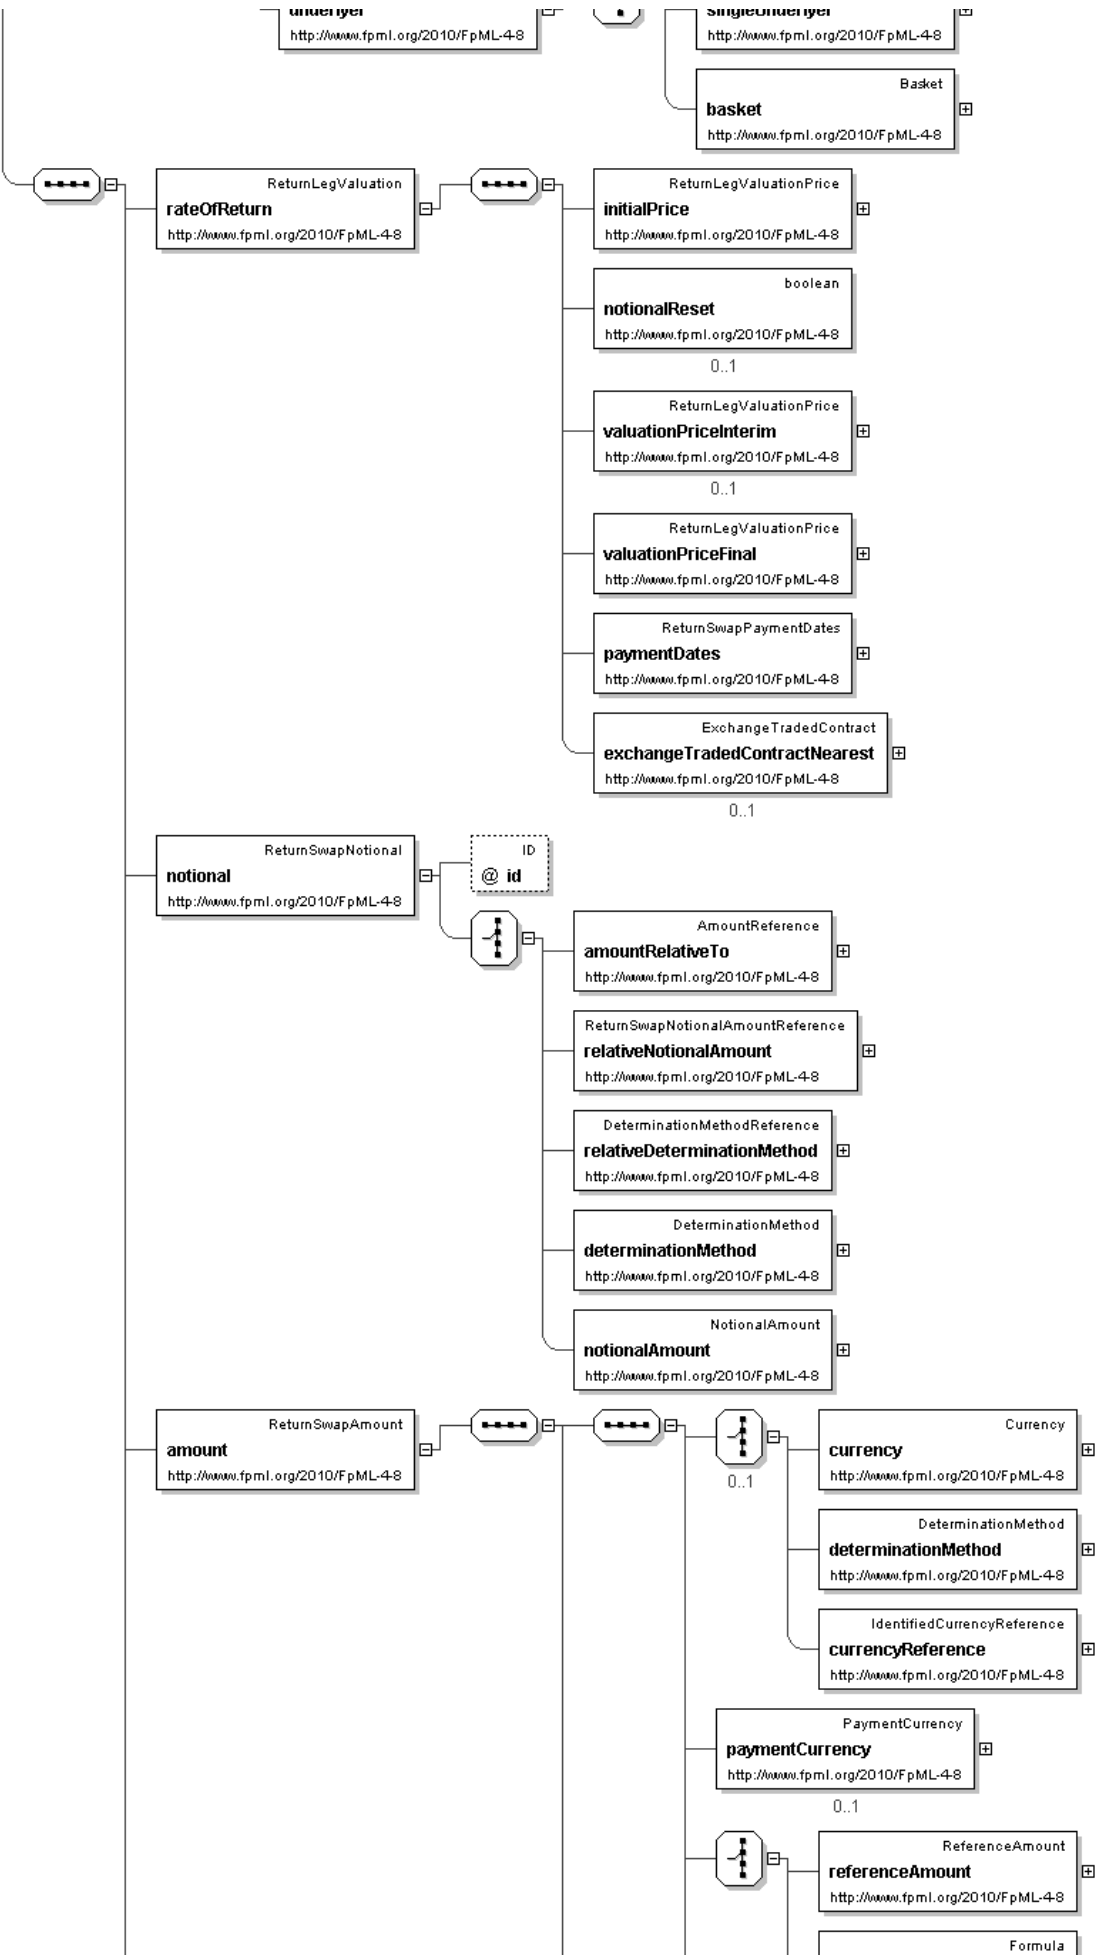 underlyer
http://www.fpml.org/2010/FpML-4-8
singleUnderlyer
http://www.fpml.org/2010/FpML-4-8
Basket
basket
http://www.fpml.org/2010/FpML-4-8
ReturnLegValuation
rateOfReturn
http://www.fpml.org/2010/FpML-4-8
ReturnLegValuationPrice
initialPrice
http://www.fpml.org/2010/FpML-4-8
boolean
notionalReset
http://www.fpml.org/2010/FpML-4-8
0..1
ReturnLegValuationPrice
valuationPriceInterim
http://www.fpml.org/2010/FpML-4-8
0..1
ReturnLegValuationPrice
valuationPriceFinal
http://www.fpml.org/2010/FpML-4-8
ReturnSwapPaymentDates
paymentDates
http://www.fpml.org/2010/FpML-4-8
ExchangeTradedContract
exchangeTradedContractNearest
http://www.fpml.org/2010/FpML-4-8
0..1
ReturnSwapNotional
notional
http://www.fpml.org/2010/FpML-4-8
ID
@ id
AmountReference
amountRelativeTo
http://www.fpml.org/2010/FpML-4-8
ReturnSwapNotionalAmountReference
relativeNotionalAmount
http://www.fpml.org/2010/FpML-4-8
DeterminationMethodReference
relativeDeterminationMethod
http://www.fpml.org/2010/FpML-4-8
DeterminationMethod
determinationMethod
http://www.fpml.org/2010/FpML-4-8
NotionalAmount
notionalAmount
http://www.fpml.org/2010/FpML-4-8
ReturnSwapAmount
amount
http://www.fpml.org/2010/FpML-4-8
0..1
Currency
currency
http://www.fpml.org/2010/FpML-4-8
DeterminationMethod
determinationMethod
http://www.fpml.org/2010/FpML-4-8
IdentifiedCurrencyReference
currencyReference
http://www.fpml.org/2010/FpML-4-8
PaymentCurrency
paymentCurrency
http://www.fpml.org/2010/FpML-4-8
0..1
ReferenceAmount
referenceAmount
http://www.fpml.org/2010/FpML-4-8
Formula